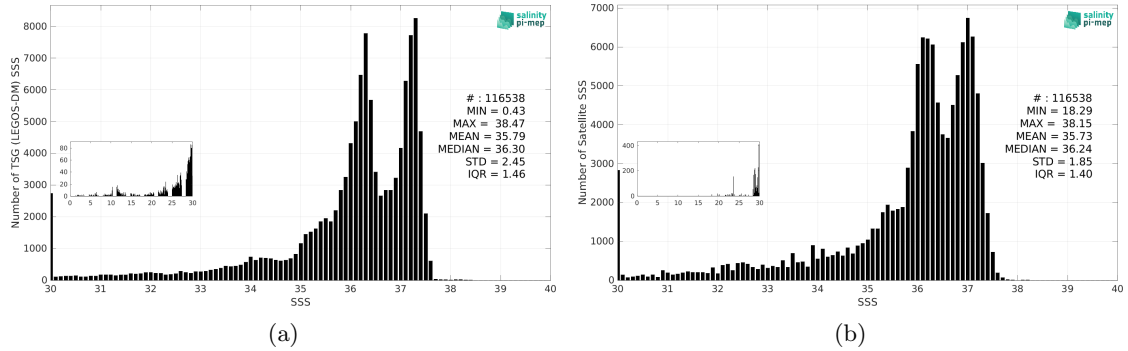 salinity
pi-mep
Number of TSG (LEGOS-DM) SSS
8000
7000
6000
5000
4000
3000
2000
1000
0
# : 116538
MIN = 0.43
MAX = 38.47
MEAN = 35.79
MEDIAN = 36.30
STD = 2.45
IQR = 1.46
80
60
40
20
0
0 5 10 15 20 25 30
30 31 32 33 34 35 36 37 38 39 40
SSS
(a)
salinity
pi-mep
Number of Satellite SSS
7000
6000
5000
4000
3000
2000
1000
0
# : 116538
MIN = 18.29
MAX = 38.15
MEAN = 35.73
MEDIAN = 36.24
STD = 1.85
IQR = 1.40
400
200
0
0 5 10 15 20 25 30
30 31 32 33 34 35 36 37 38 39 40
SSS
(b)